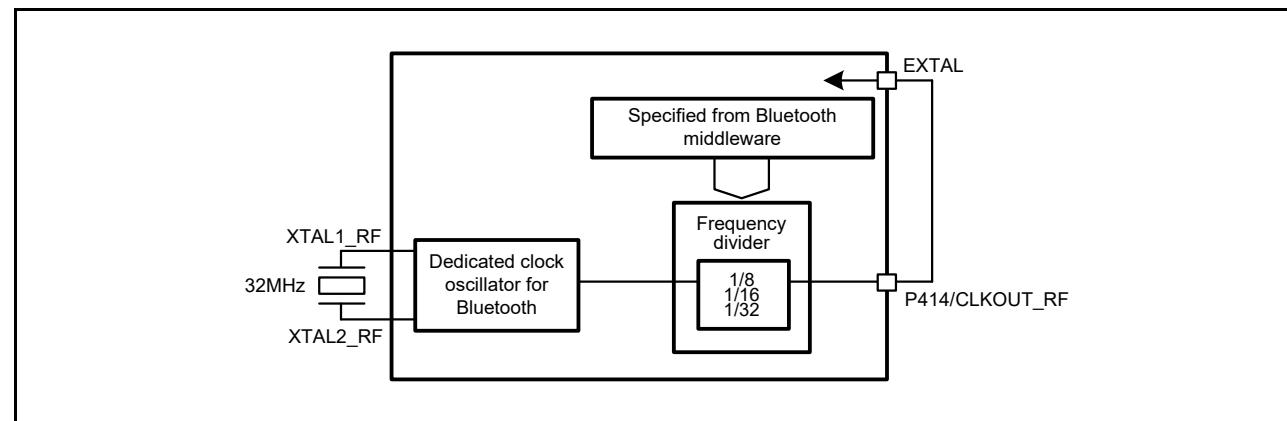 EXTAL
Specified from Bluetooth
middleware
Frequency
divider
XTAL1_RF
Dedicated clock
oscillator for
Bluetooth
32MHz
1/8
1/16
1/32
P414/CLKOUT_RF
XTAL2_RF